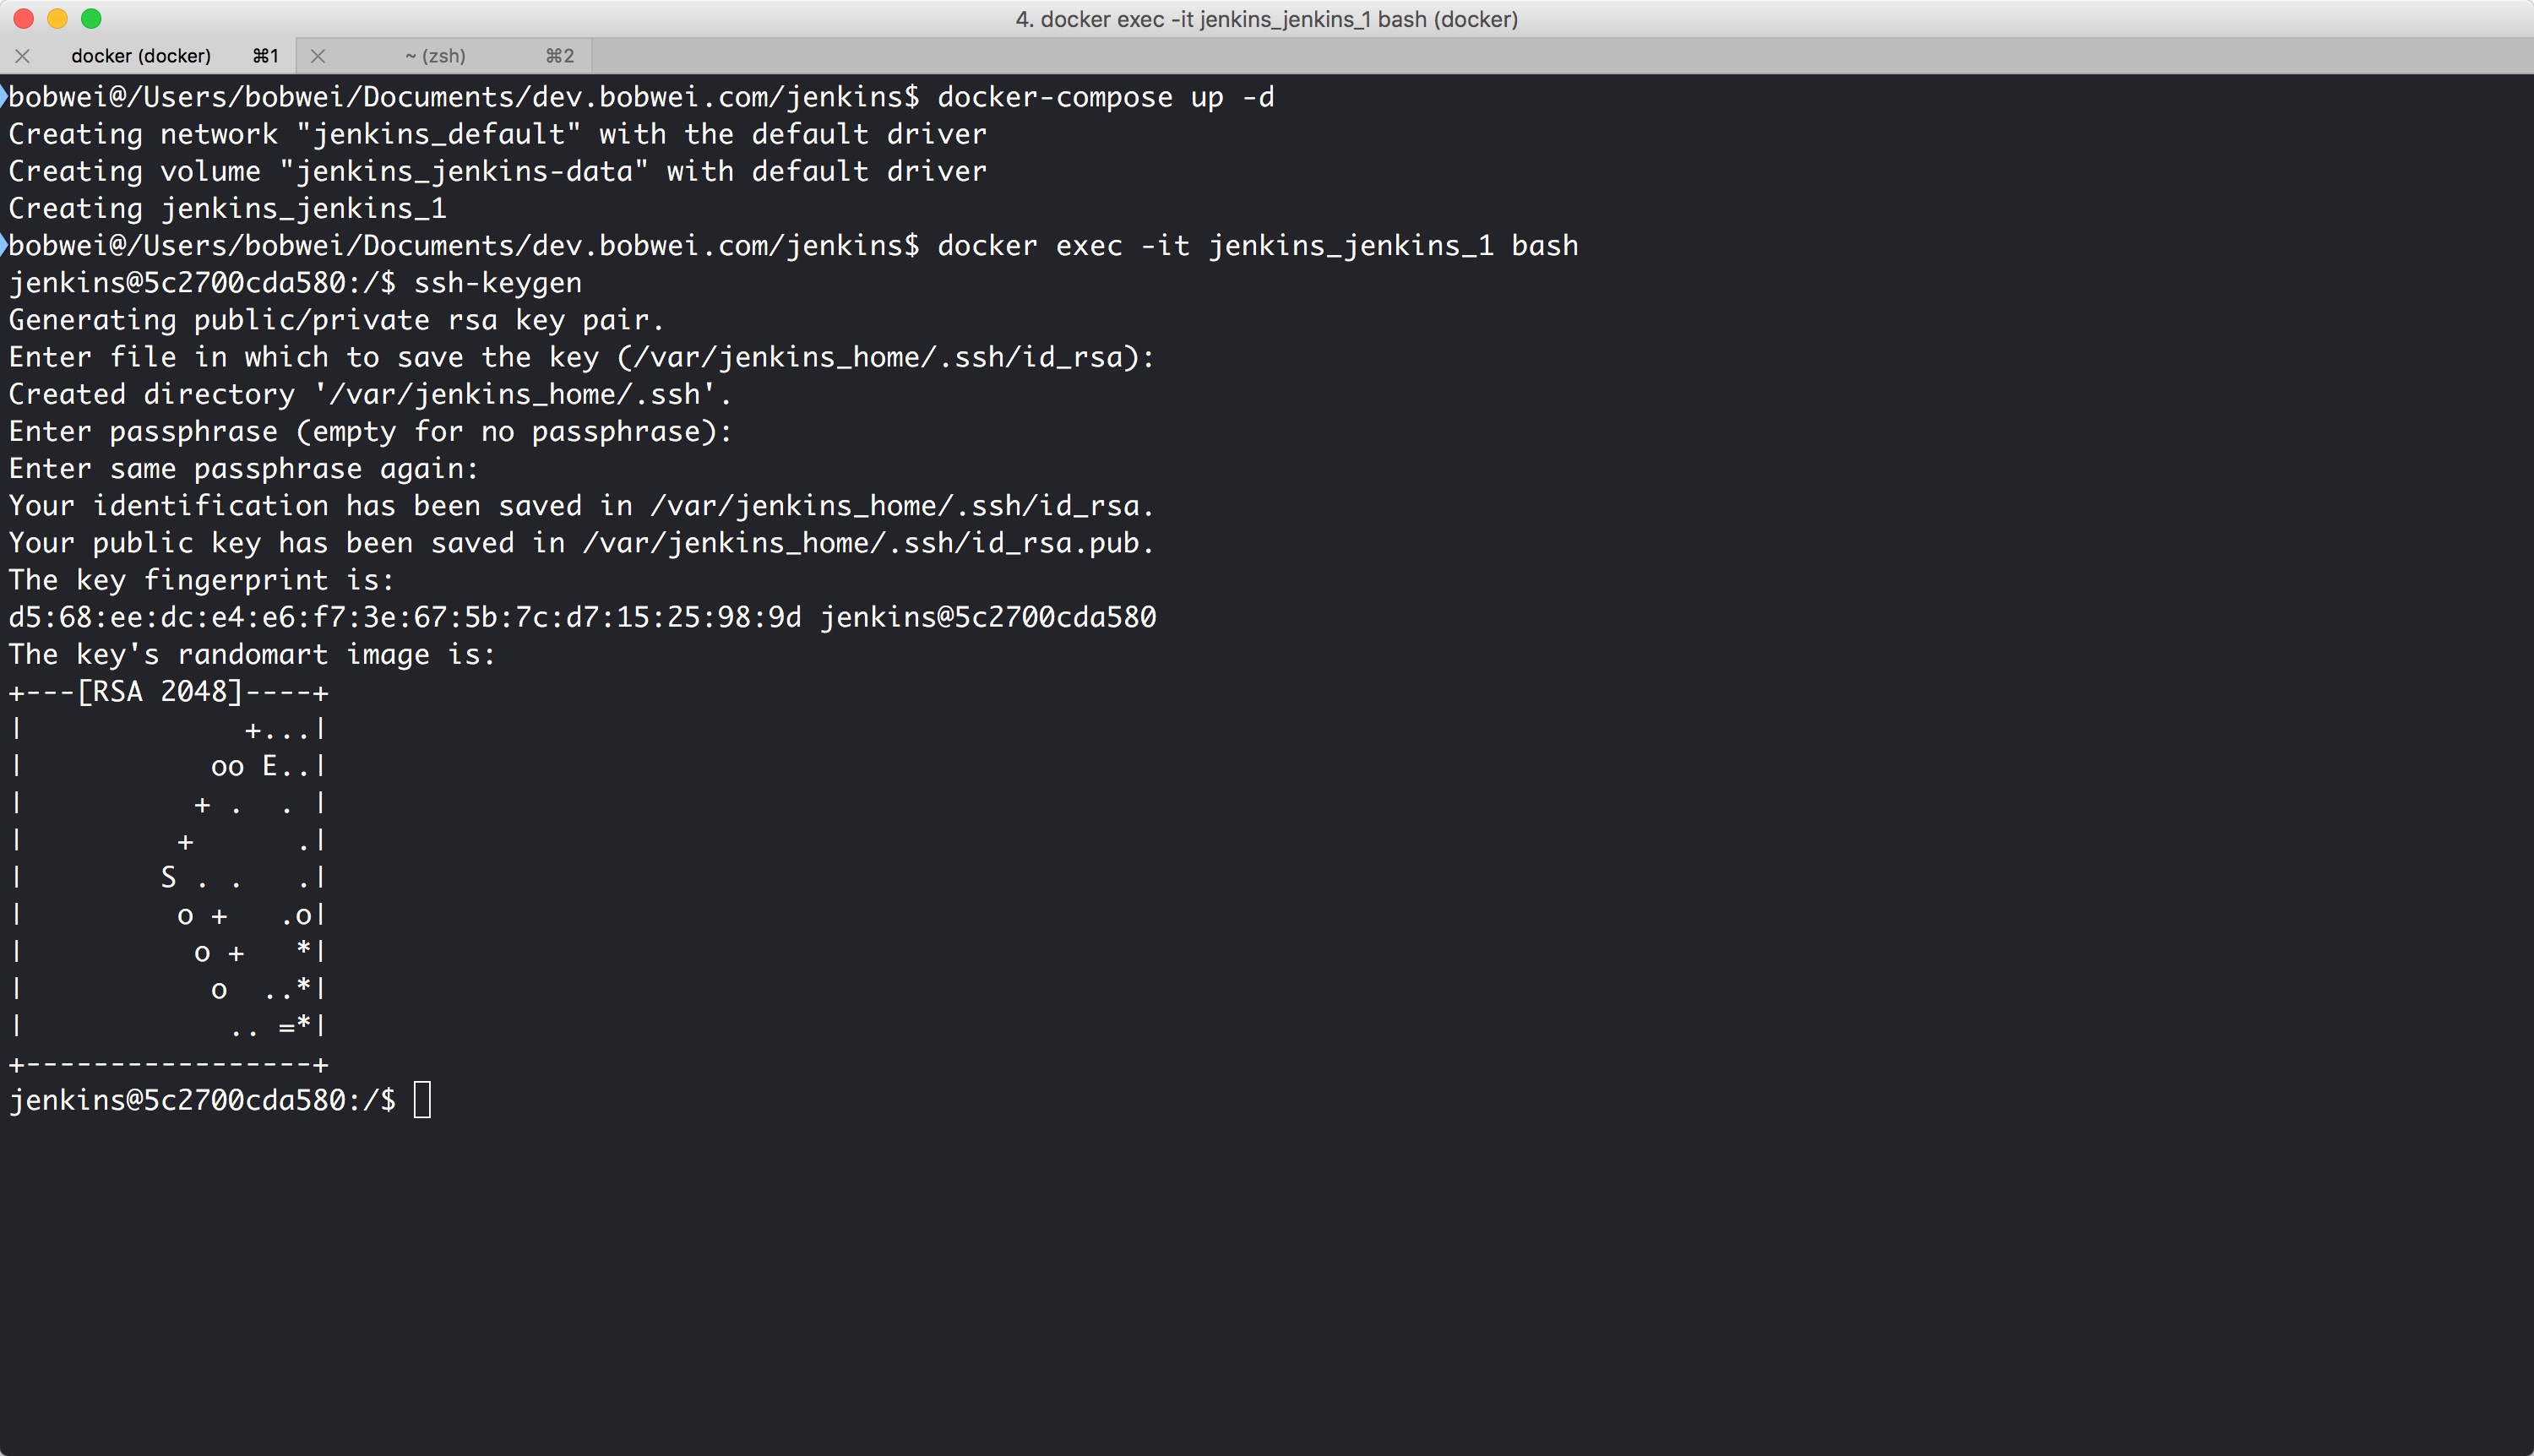 4. docker exec -it jenkins_jenkins_1 bash (docker)
docker (docker) ⌘1 ~ (zsh) ⌘2
bobwei@/Users/bobwei/Documents/dev.bobwei.com/jenkins$ docker-compose up -d
Creating network "jenkins_default" with the default driver
Creating volume "jenkins_jenkins-data" with default driver
Creating jenkins_jenkins_1
bobwei@/Users/bobwei/Documents/dev.bobwei.com/jenkins$ docker exec -it jenkins_jenkins_1 bash
jenkins@5c2700cda580:/$ ssh-keygen
Generating public/private rsa key pair.
Enter file in which to save the key (/var/jenkins_home/.ssh/id_rsa):
Created directory '/var/jenkins_home/.ssh'.
Enter passphrase (empty for no passphrase):
Enter same passphrase again:
Your identification has been saved in /var/jenkins_home/.ssh/id_rsa.
Your public key has been saved in /var/jenkins_home/.ssh/id_rsa.pub.
The key fingerprint is:
d5:68:ee:dc:e4:e6:f7:3e:67:5b:7c:d7:15:25:98:9d jenkins@5c2700cda580
The key's randomart image is:
+---[RSA 2048]----+
|             +...|
|           oo E..|
|          + .  . |
|         +      .|
|        S . .   .|
|         o +   .o|
|          o +   *|
|           o  ..*|
|            .. =*|
+-----------------+
jenkins@5c2700cda580:/$